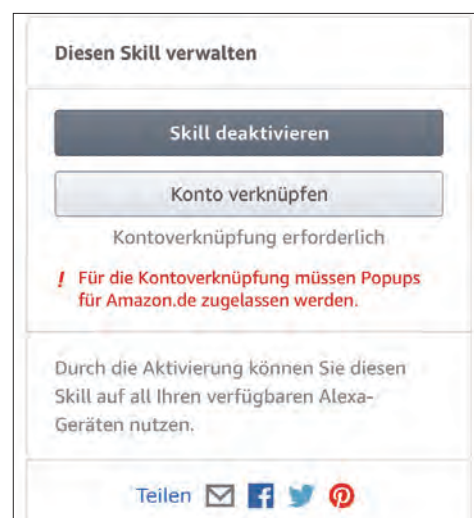 Diesen Skill verwalten
Skill deaktivieren
Konto verknüpfen
Kontoverknüpfung erforderlich
! Für die Kontoverknüpfung müssen Popups
für Amazon.de zugelassen werden.
Durch die Aktivierung können Sie diesen
Skill auf all Ihren verfügbaren Alexa-
Geräten nutzen.
Teilen